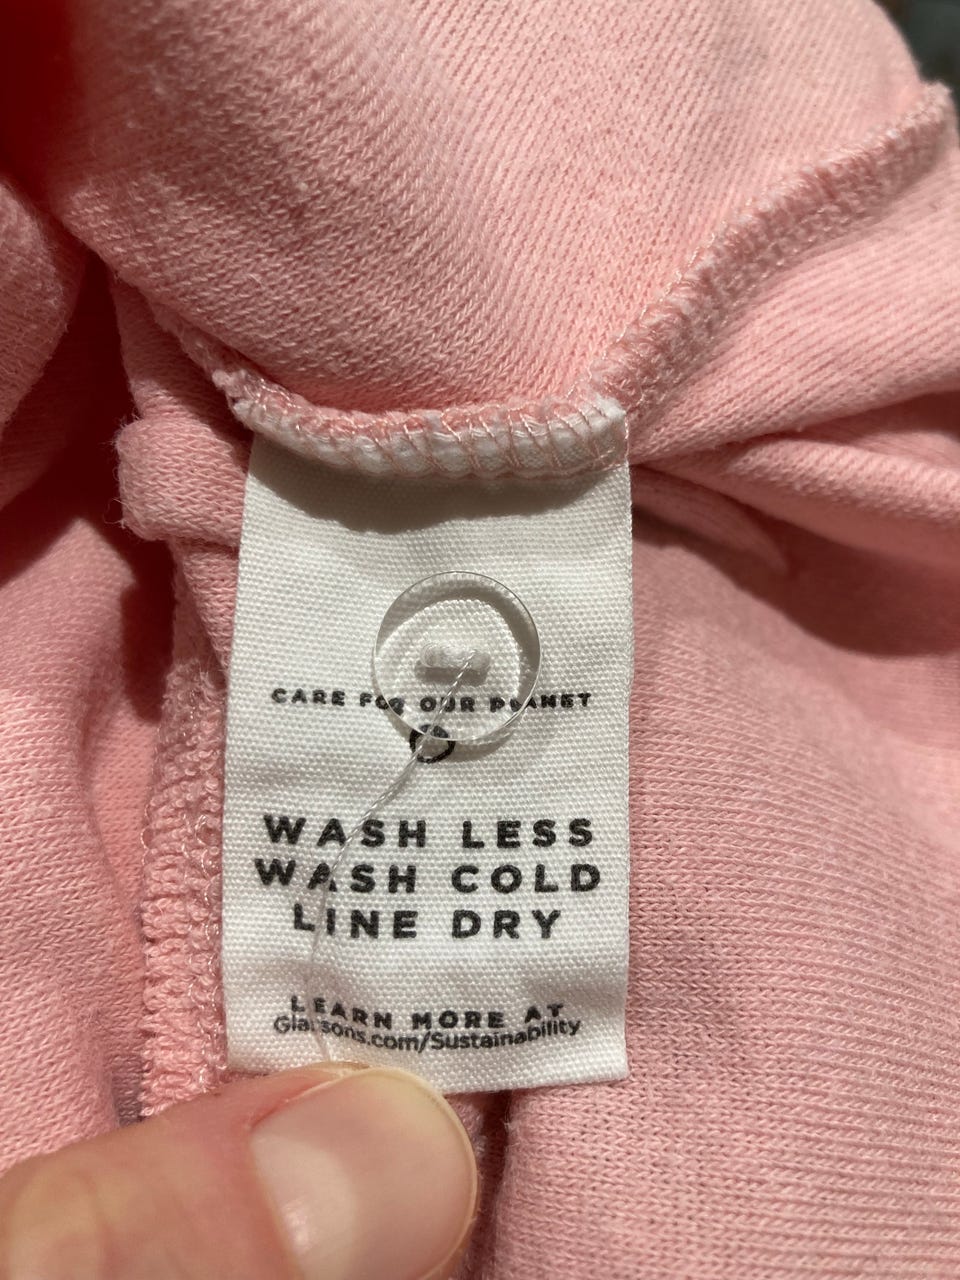 CARE FOR OUR PLANET
WASH LESS
WASH COLD
LINE DRY
LEARN MORE AT
Glassons.com/Sustainability